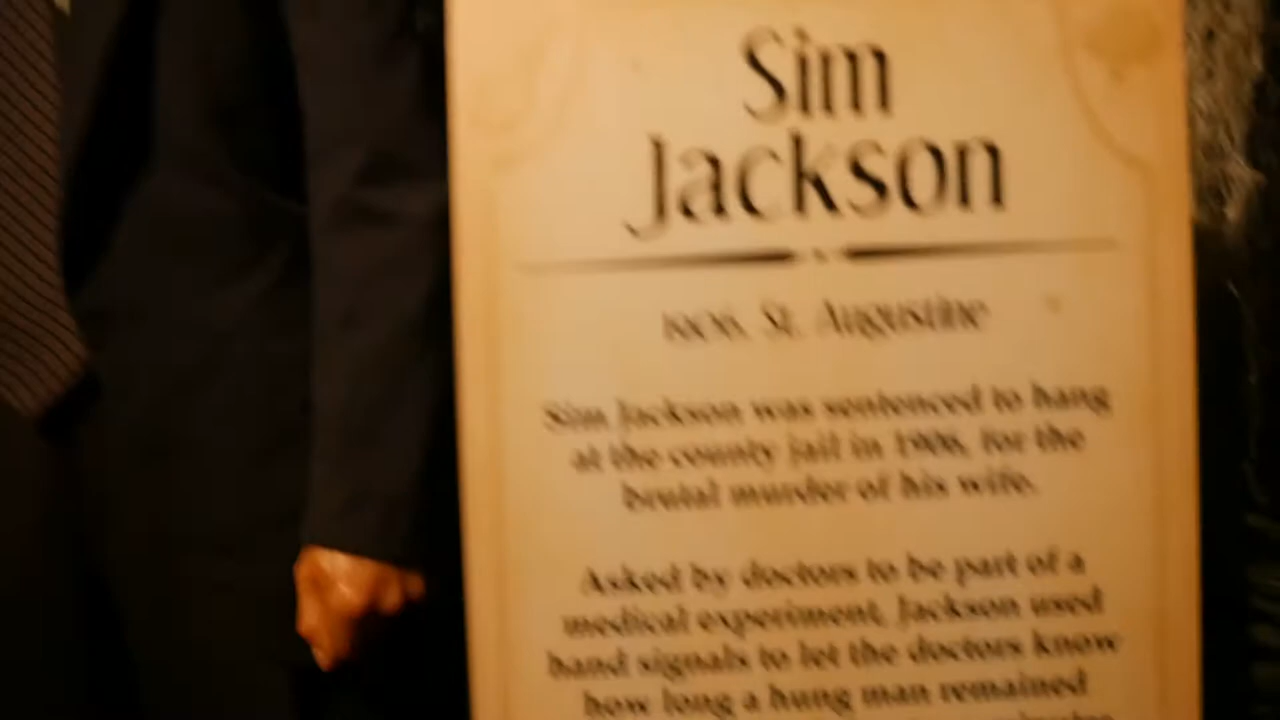 Sim
Jackson
1906, St. Augustine
Sim Jackson was sentenced to hang
at the county jail in 1906, for the
brutal murder of his wife.
Asked by doctors to be part of a
medical experiment, Jackson used
hand signals to let the doctors know
how long a hung man remained